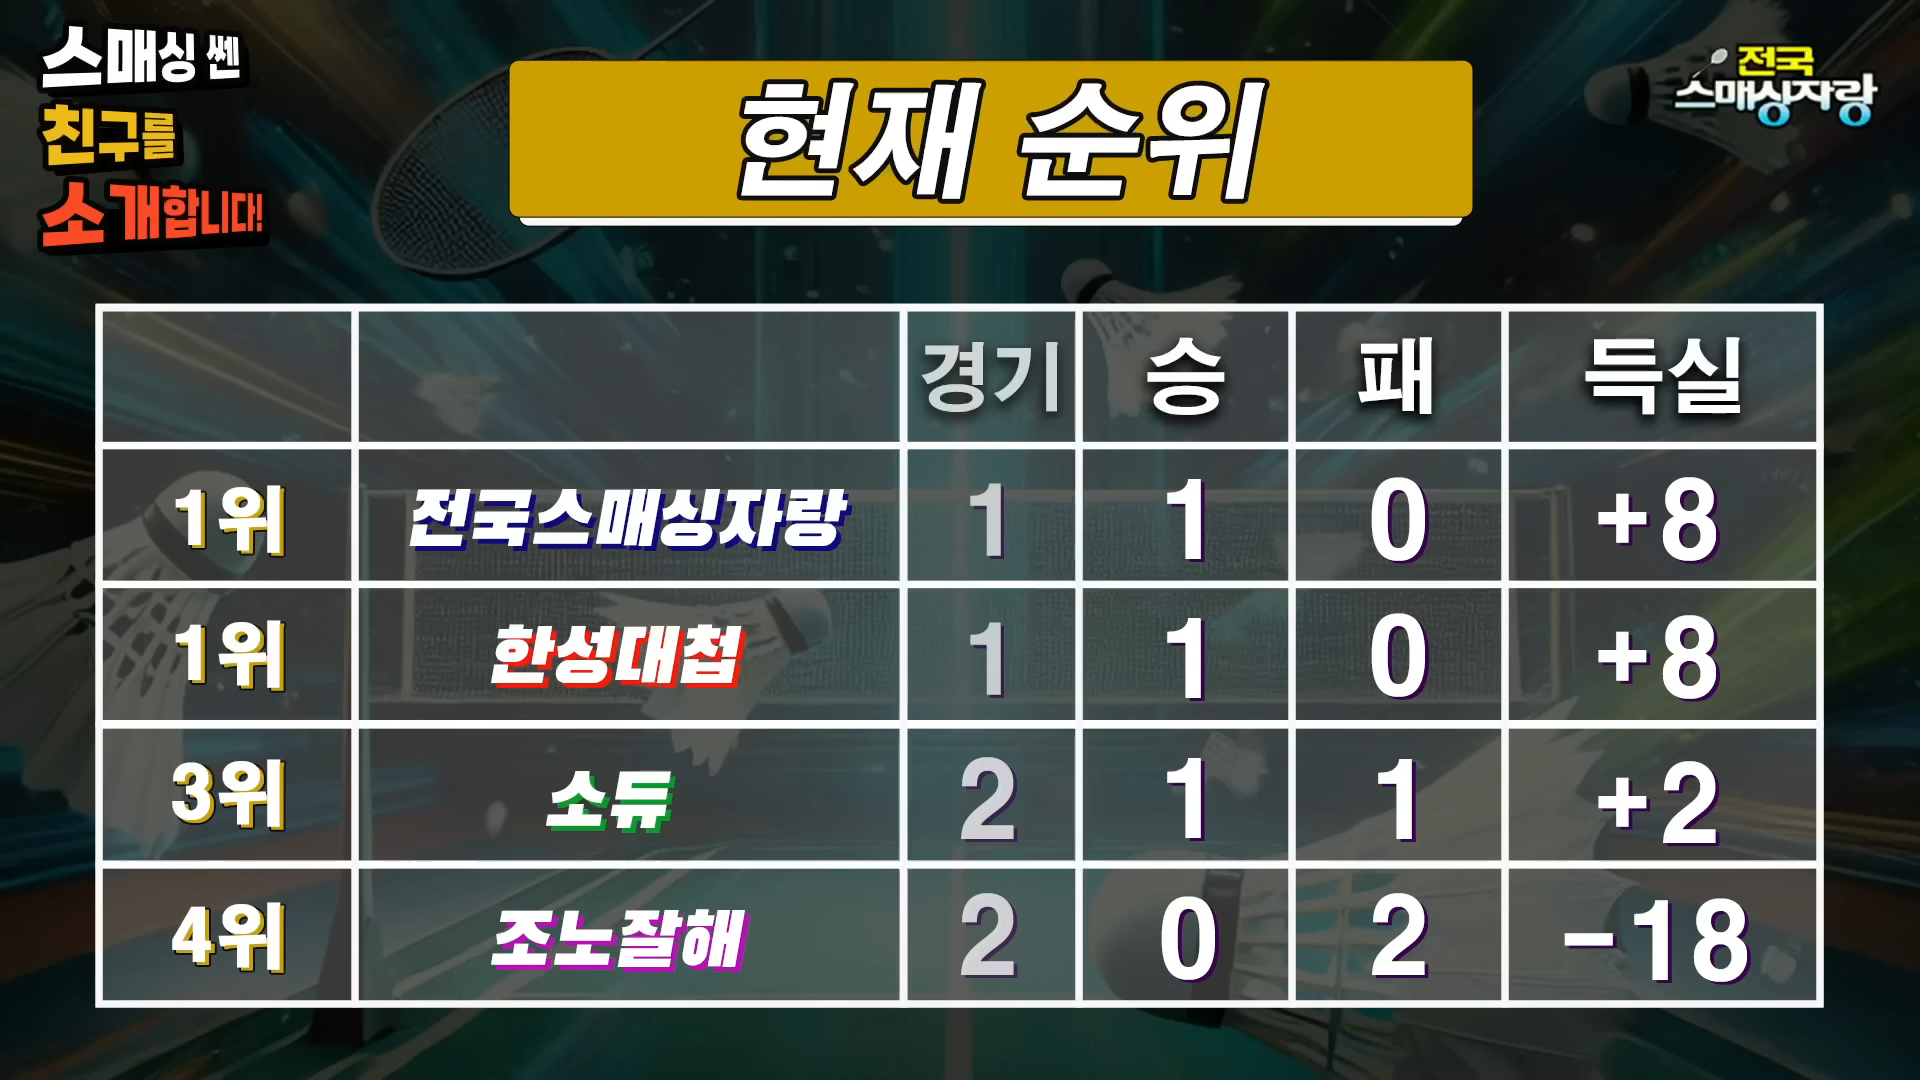 스매싱 쎈
친구를
소개합니다!
현재 순위
전국
스매싱자랑
경기 승 패 득실
1위 전국스매싱자랑 1 1 0 +8
1위 한성대첩 1 1 0 +8
3위 소듀 2 1 1 +2
4위 조노잘해 2 0 2 -18